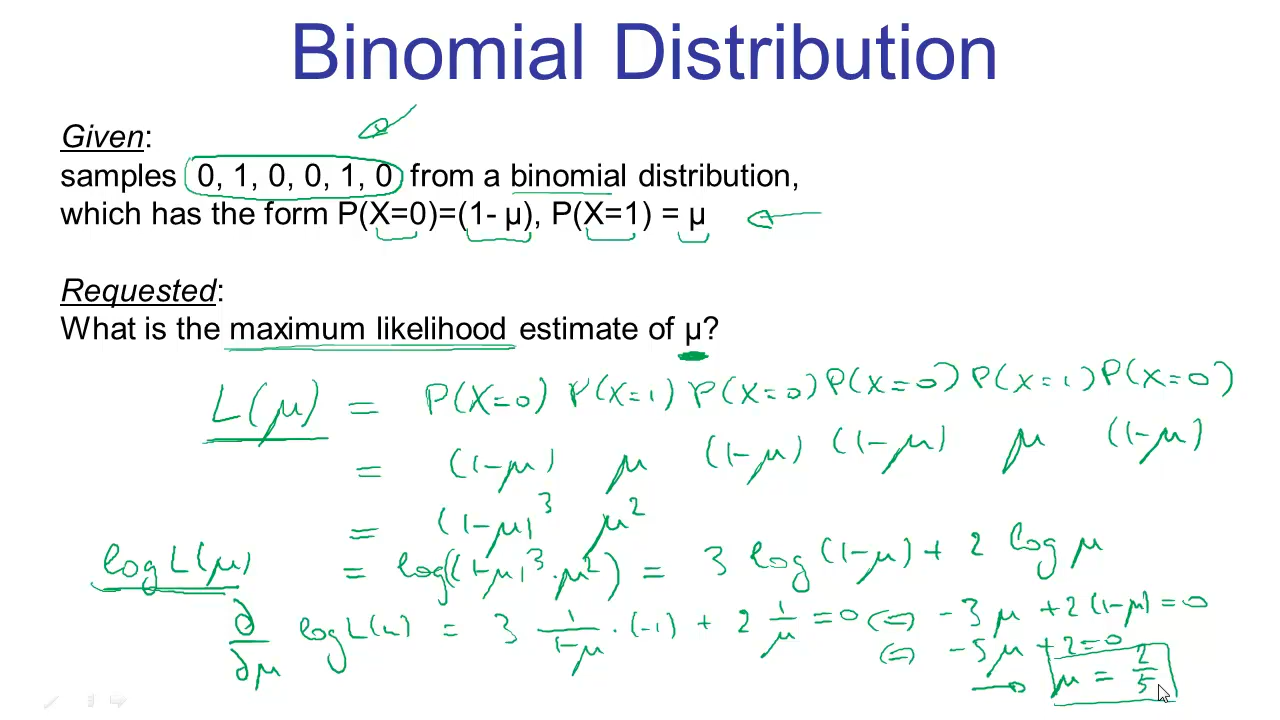 Binomial Distribution
Given:
samples 0, 1, 0, 0, 1, 0 from a binomial distribution,
which has the form P(X=0)=(1- μ), P(X=1) = μ
Requested:
What is the maximum likelihood estimate of μ?
L(μ) = P(X=0) P(X=1) P(X=0) P(X=0) P(X=1) P(X=0)
= (1-μ) μ (1-μ) (1-μ) μ (1-μ)
= (1-μ)³ μ²
log L(μ) = log((1-μ)³·μ²) = 3 log (1-μ) + 2 log μ
∂/∂μ log L(μ) = 3 1/(1-μ) · (-1) + 2 1/μ = 0 ⇔ -3μ + 2(1-μ) = 0
⇔ -5μ + 2 = 0
→ μ = 2/5